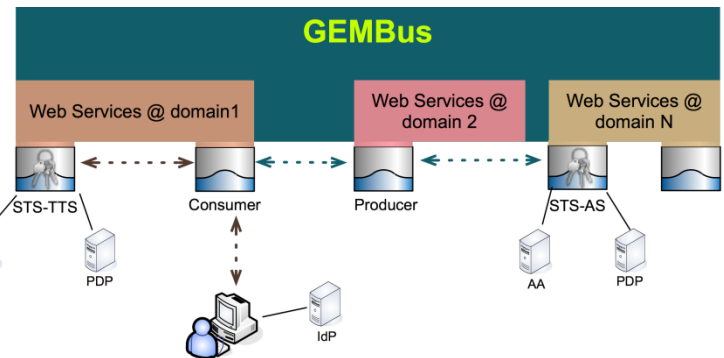 GEMBus
Web Services @ domain1
Web Services @
domain 2
Web Services @
domain N
STS-TTS
Consumer
Producer
STS-AS
PDP
AA
PDP
IdP